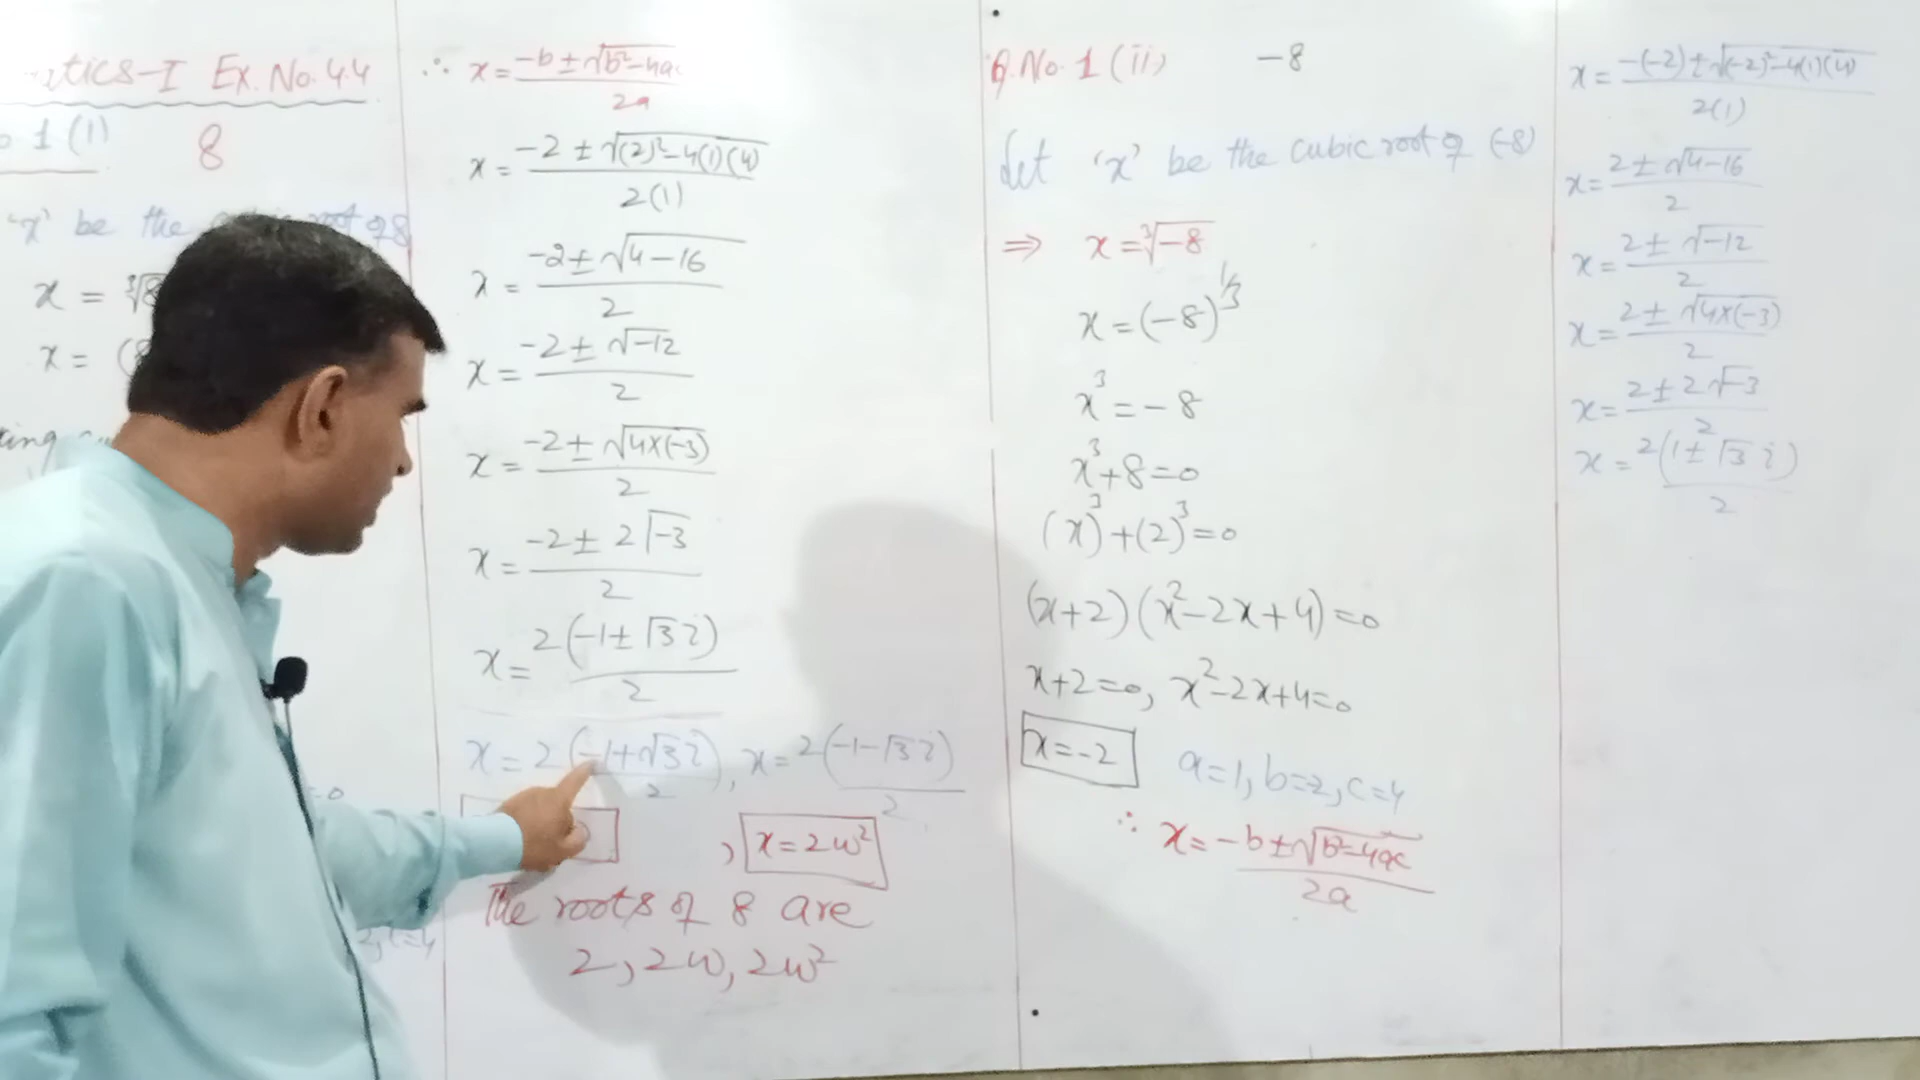 Ex. No. 4.4
1 (i)
8
'x' be the
x =
x =
∴ x = (-b ± √(b² - 4ac))/2a
x = (-2 ± √((2)² - 4(1)(4)))/2(1)
x = (-2 ± √(4 - 16))/2
x = (-2 ± √-12)/2
x = (-2 ± √(4×(-3)))/2
x = (-2 ± 2√-3)/2
x = 2(-1 ± √3 i)/2
x = 2(-1+√3 i)/2, x = 2(-1-√3 i)/2
, x = 2ω²
The roots of 8 are
2, 2ω, 2ω²
Q.No. 1 (ii) -8
Let 'x' be the cubic root of (-8)
⇒ x = ³√-8
x = (-8)^1/3
x³ = -8
x³ + 8 = 0
(x)³ + (2)³ = 0
(x+2)(x² - 2x + 4) = 0
x+2=0, x² - 2x + 4 = 0
x = -2
a=1, b=-2, c=4
∴ x = (-b ± √(b² - 4ac))/2a
x = (-(-2) ± √((-2)² - 4(1)(4)))/2(1)
x = (2 ± √(4-16))/2
x = (2 ± √-12)/2
x = (2 ± √(4×(-3)))/2
x = (2 ± 2√-3)/2
x = 2(1 ± √3 i)/2